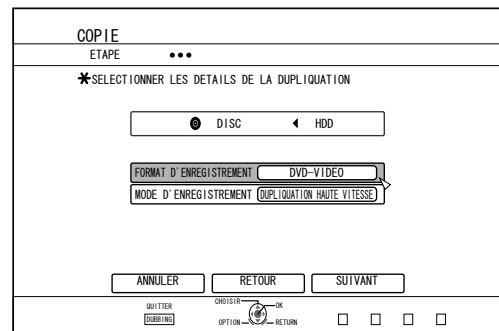 COPIE
ETAPE
*SELECTIONNER LES DETAILS DE LA DUPLIQUATION
DISC HDD
FORMAT D'ENREGISTREMENT DVD-VIDEO
MODE D'ENREGISTREMENT DUPLIQUATION HAUTE VITESSE
ANNULER RETOUR SUIVANT
QUITTER CHOISIR OK
DUBBING OPTION RETURN